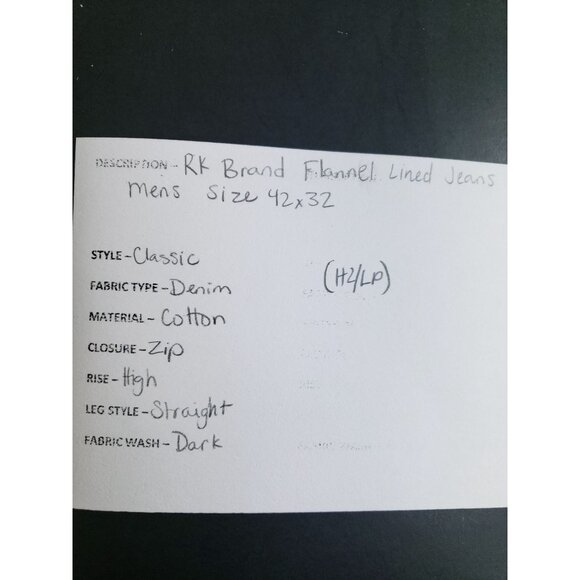 DESCRIPTION - RK Brand Flannel Lined Jeans
mens size 42x32
STYLE - Classic
FABRIC TYPE - Denim
(H2/LP)
MATERIAL - Cotton
CLOSURE - Zip
RISE - High
LEG STYLE - Straight
FABRIC WASH - Dark